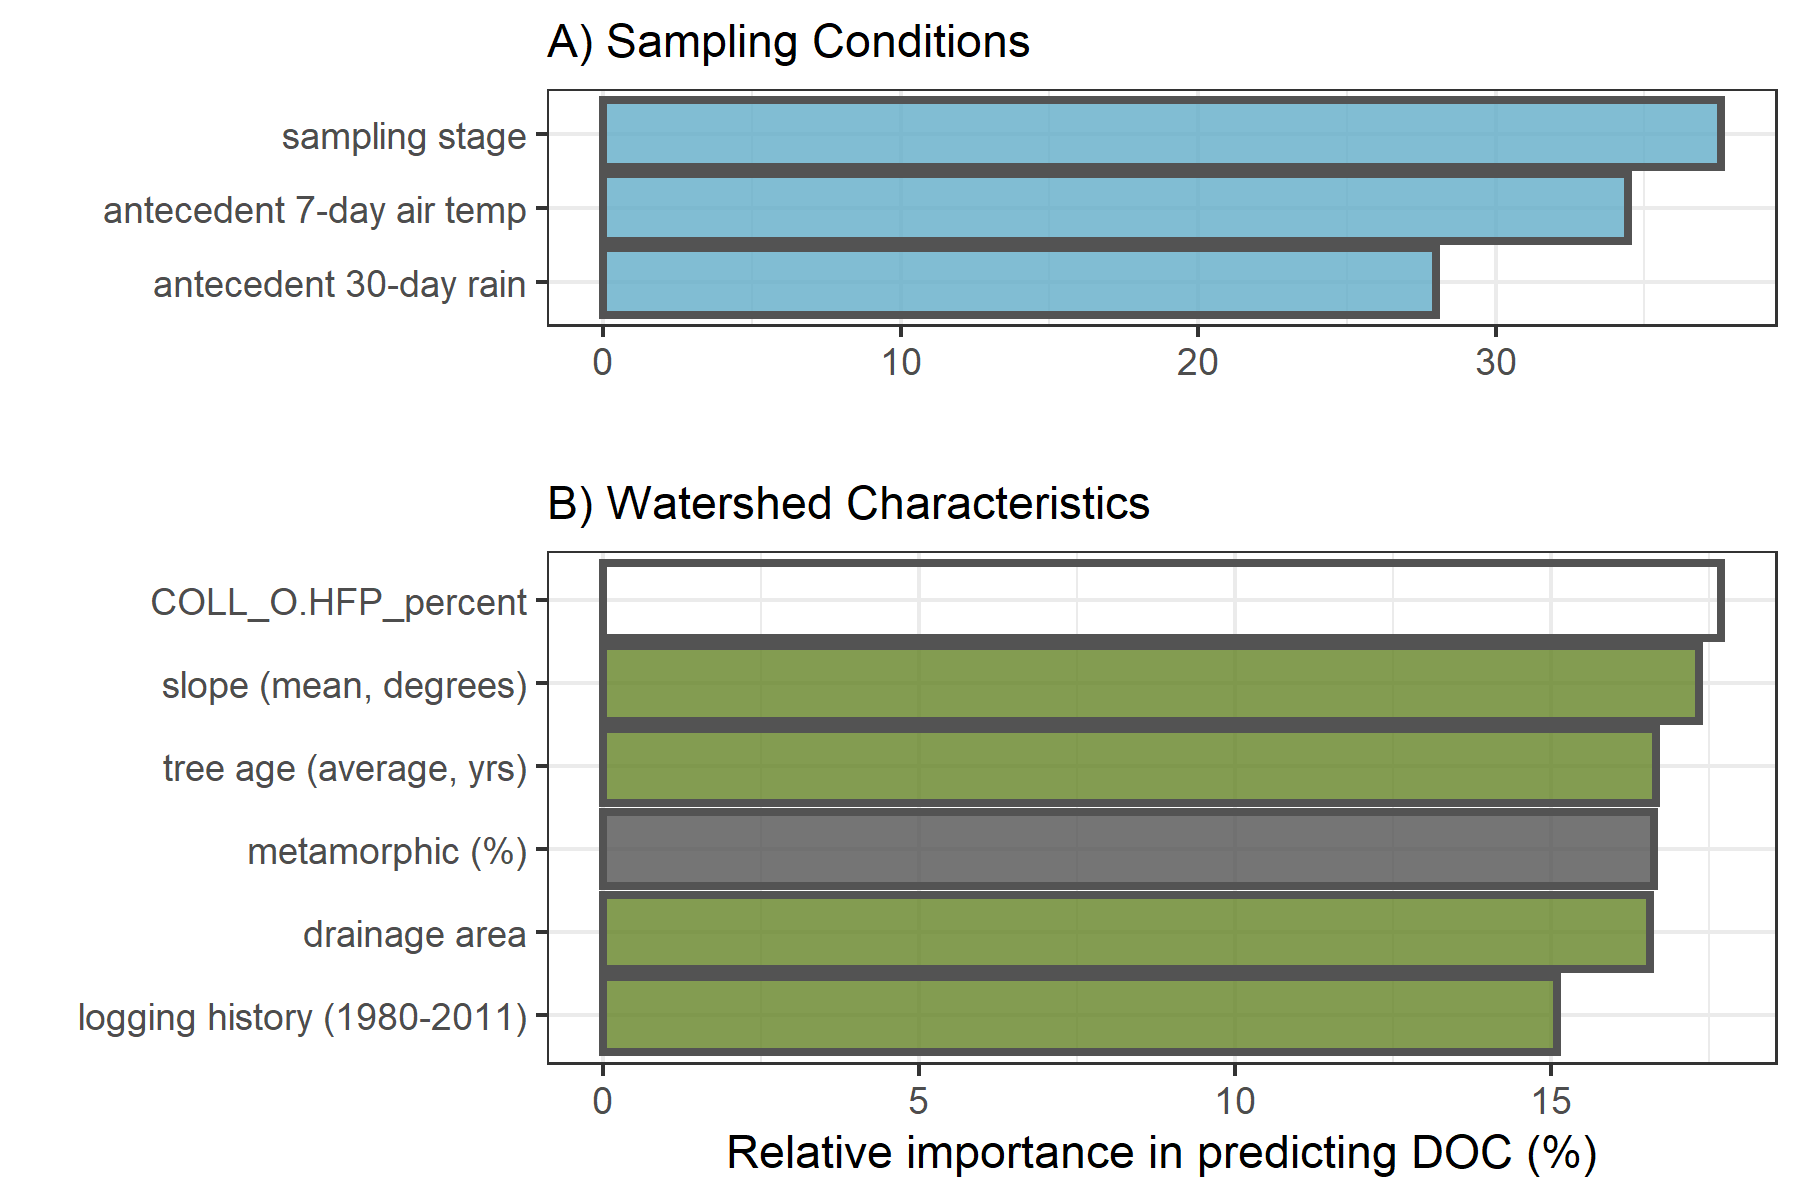 A) Sampling Conditions
sampling stage
antecedent 7-day air temp
antecedent 30-day rain
0 10 20 30
B) Watershed Characteristics
COLL_O.HFP_percent
slope (mean, degrees)
tree age (average, yrs)
metamorphic (%)
drainage area
logging history (1980-2011)
0 5 10 15
Relative importance in predicting DOC (%)